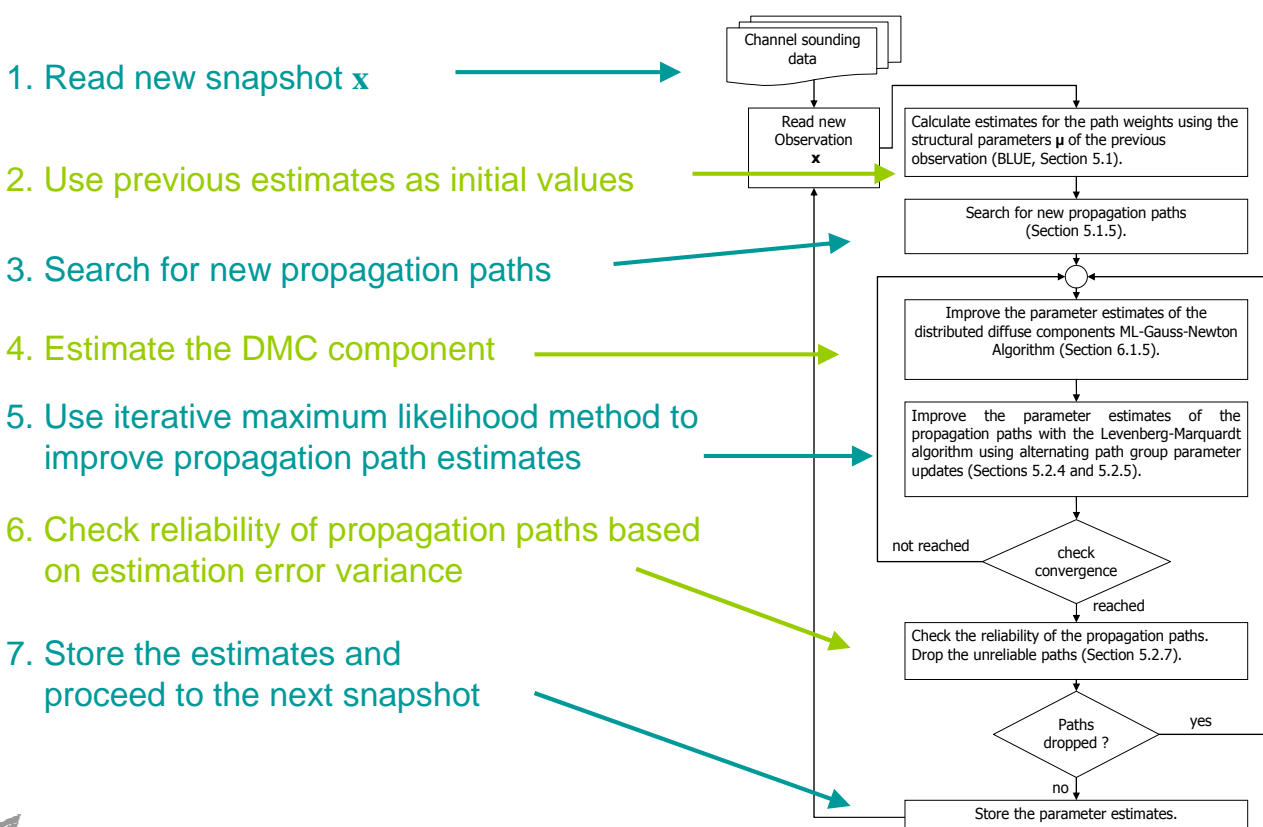 1. Read new snapshot x
2. Use previous estimates as initial values
3. Search for new propagation paths
4. Estimate the DMC component
5. Use iterative maximum likelihood method to
improve propagation path estimates
6. Check reliability of propagation paths based
on estimation error variance
7. Store the estimates and
proceed to the next snapshot
Channel sounding
data
Read new
Observation
x
Calculate estimates for the path weights using the
structural parameters µ of the previous
observation (BLUE, Section 5.1).
Search for new propagation paths
(Section 5.1.5).
Improve the parameter estimates of the
distributed diffuse components ML-Gauss-Newton
Algorithm (Section 6.1.5).
Improve the parameter estimates of the
propagation paths with the Levenberg-Marquardt
algorithm using alternating path group parameter
updates (Sections 5.2.4 and 5.2.5).
not reached
check
convergence
reached
Check the reliability of the propagation paths.
Drop the unreliable paths (Section 5.2.7).
Paths
dropped ?
yes
no
Store the parameter estimates.